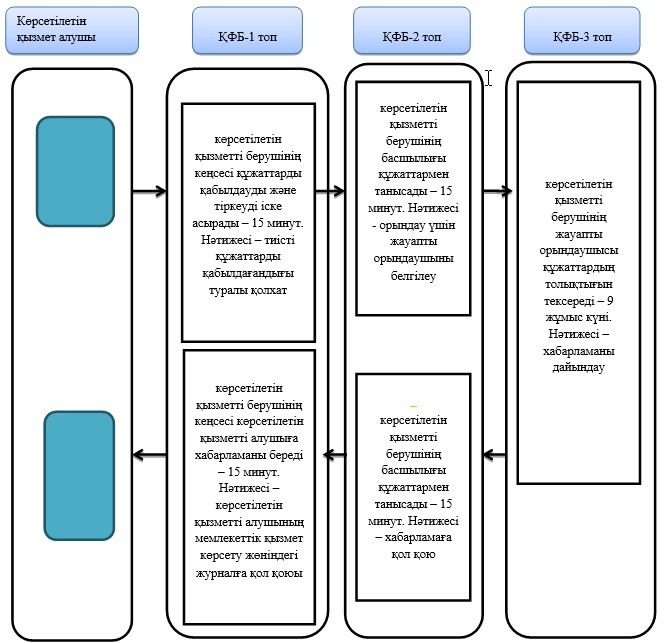 Көрсетілетін
қызмет алушы
ҚФБ-1 топ
ҚФБ-2 топ
ҚФБ-3 топ
көрсетілетін
қызметті берушінің
кеңсесі құжаттарды
қабылдауды және
тіркеуді іске
асырады – 15 минут.
Нәтижесі – тиісті
құжаттарды
қабылдағандығы
туралы қолхат
көрсетілетін
қызметті
берушінің
басшылығы
құжаттармен
танысады – 15
минут. Нәтижесі
- орындау үшін
жауапты
орындаушыны
белгілеу
көрсетілетін
қызметті
берушінің
жауапты
орындаушысы
құжаттардың
толықтығын
тексереді – 9
жұмыс күні.
Нәтижесі –
хабарламаны
дайындау
көрсетілетін
қызметті берушінің
кеңсесі көрсетілетін
қызметті алушыға
хабарламаны береді
– 15 минут.
Нәтижесі –
көрсетілетін
қызметті алушының
мемлекеттік қызмет
көрсету жөніндегі
журналға қол қоюы
–
көрсетілетін
қызметті
берушінің
басшылығы
құжаттармен
танысады – 15
минут. Нәтижесі
– хабарламаға
қол қою